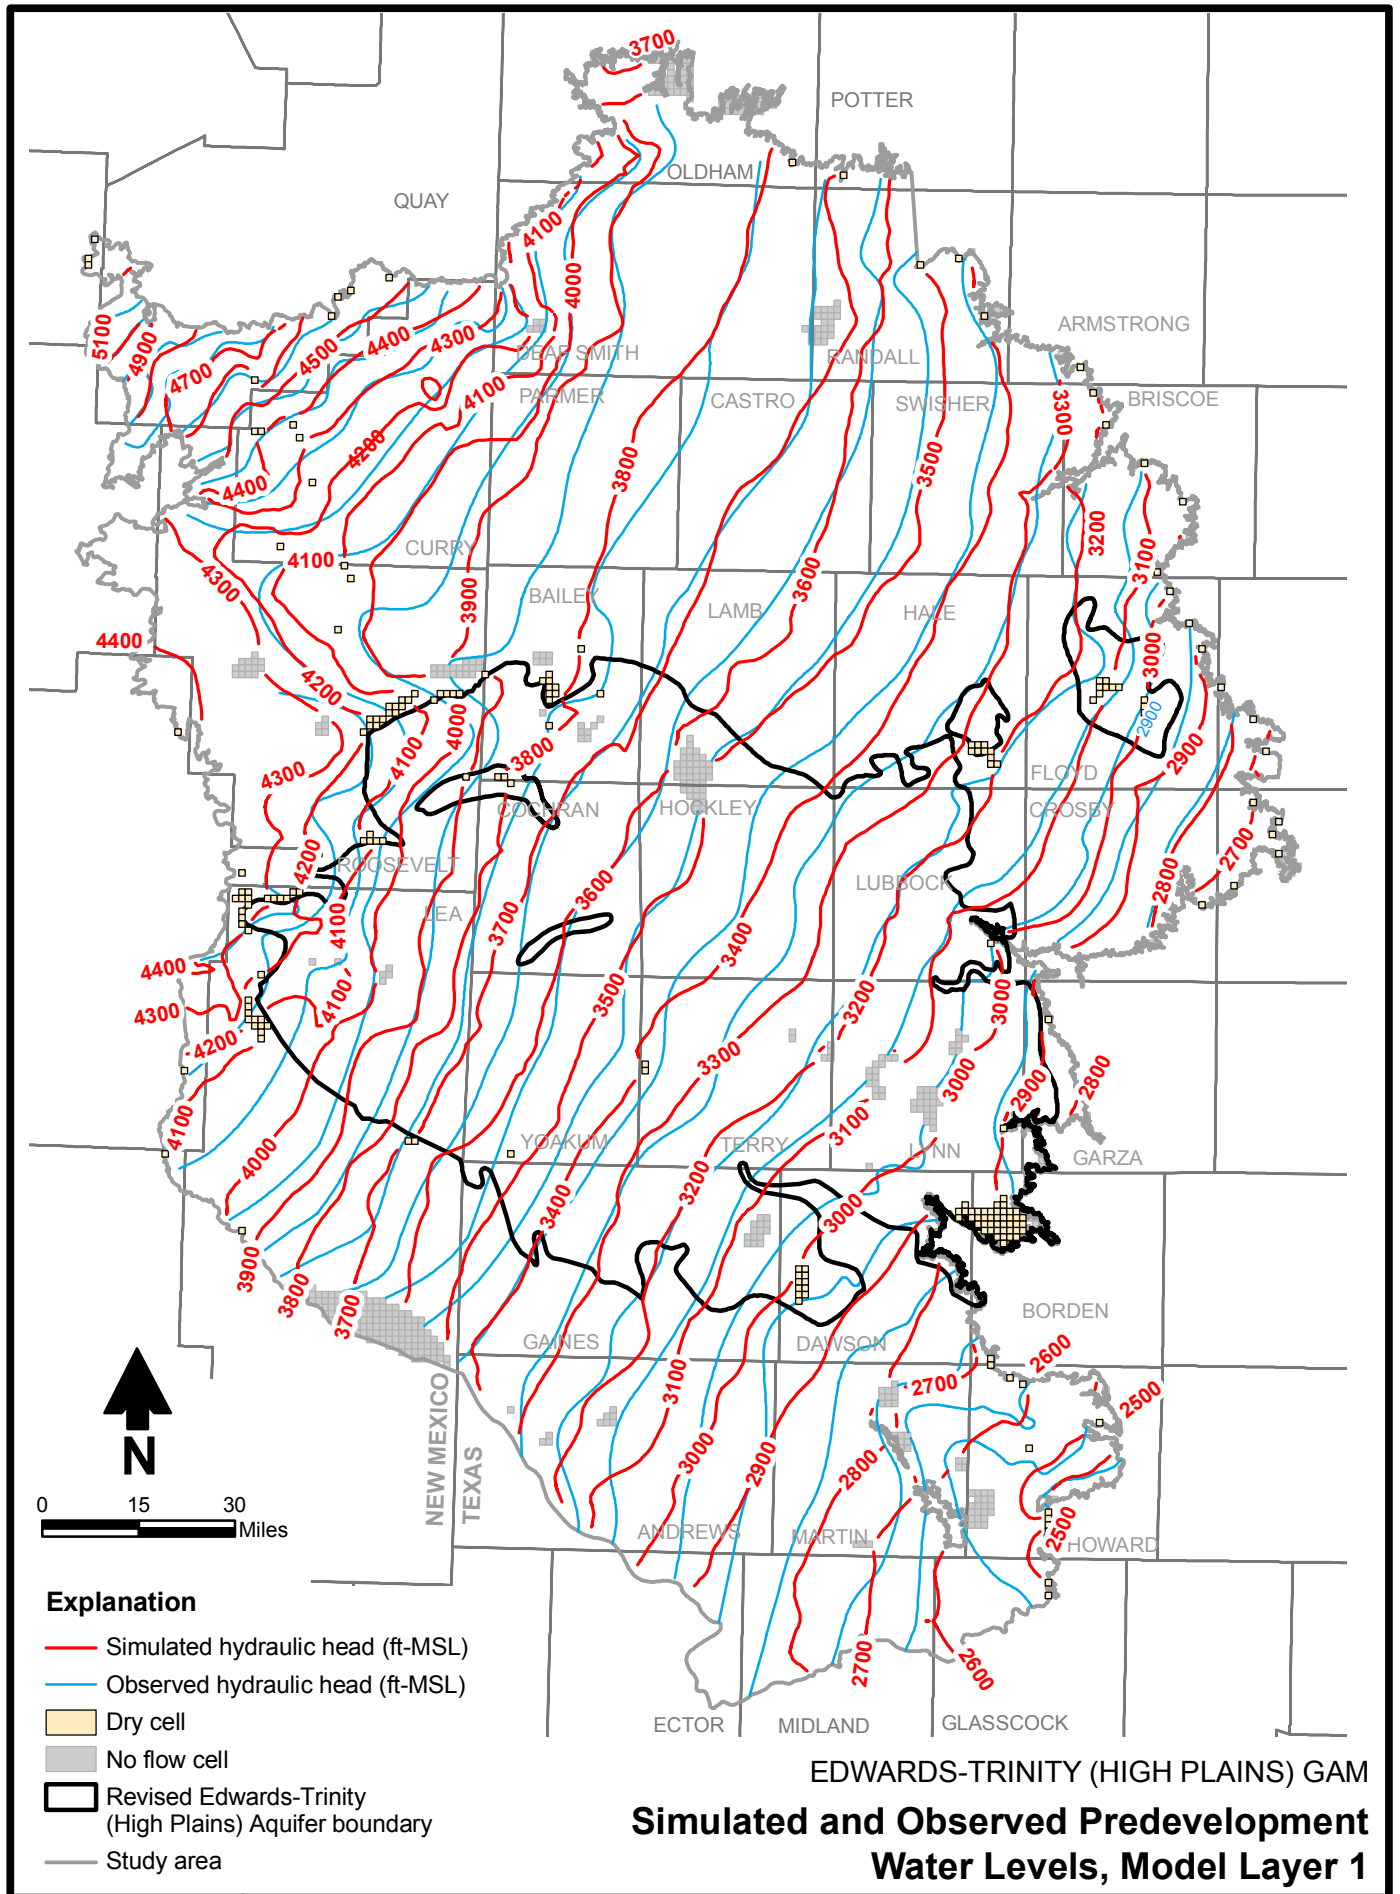 3700
POTTER
OLDHAM
QUAY
4100
4000
5100
4900
4700
4500
4400
4300
ARMSTRONG
DEAF SMITH
RANDALL
4100
PARMER
CASTRO
SWISHER
3300
BRISCOE
4200
3800
3500
4400
3200
3100
CURRY
4100
4300
3900
BAILEY
3600
LAMB
HALE
4400
3000
4200
4000
2900
4100
3800
2900
4300
FLOYD
COCHRAN
HOCKLEY
CROSBY
2700
4200
ROOSEVELT
2800
3600
LUBBOCK
LEA
4100
3700
3400
4400
4100
3500
3200
3000
4300
4200
3300
3000
2900
2800
4100
3100
4000
YOAKUM
TERRY
LYNN
GARZA
3200
3400
3000
3900
3800
3700
BORDEN
GAINES
DAWSON
2600
3100
2700
2500
NEW MEXICO
TEXAS
3000
2900
2800
N
0 15 30
Miles
2500
ANDREWS
MARTIN
HOWARD
2700
2600
ECTOR
MIDLAND
GLASSCOCK
Explanation
Simulated hydraulic head (ft-MSL)
Observed hydraulic head (ft-MSL)
Dry cell
No flow cell
Revised Edwards-Trinity
(High Plains) Aquifer boundary
Study area
EDWARDS-TRINITY (HIGH PLAINS) GAM
Simulated and Observed Predevelopment
Water Levels, Model Layer 1